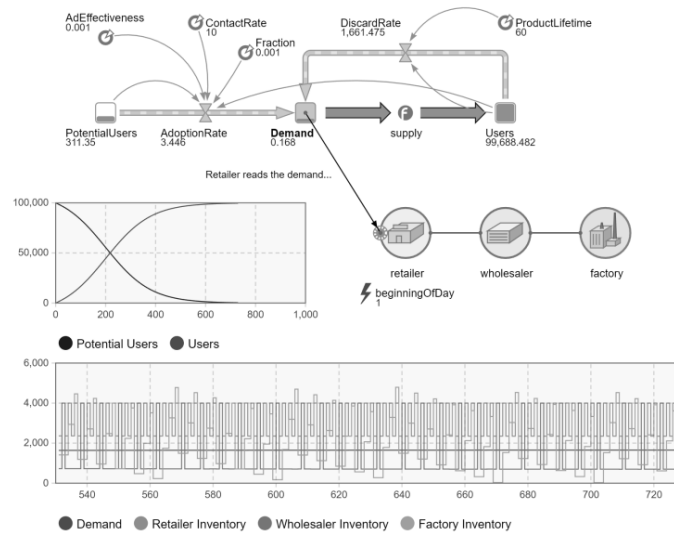 AdEffectiveness
0.001
ContactRate
10
Fraction
0.001
DiscardRate
1,661.475
ProductLifetime
60
PotentialUsers
311.35
AdoptionRate
3.446
Demand
0.168
F
supply
Users
99,688.482
Retailer reads the demand...
100,000
50,000
0
0 200 400 600 800 1,000
Potential Users Users
retailer wholesaler factory
beginningOfDay
1
6,000
4,000
2,000
0
540 560 580 600 620 640 660 680 700 720
Demand Retailer Inventory Wholesaler Inventory Factory Inventory